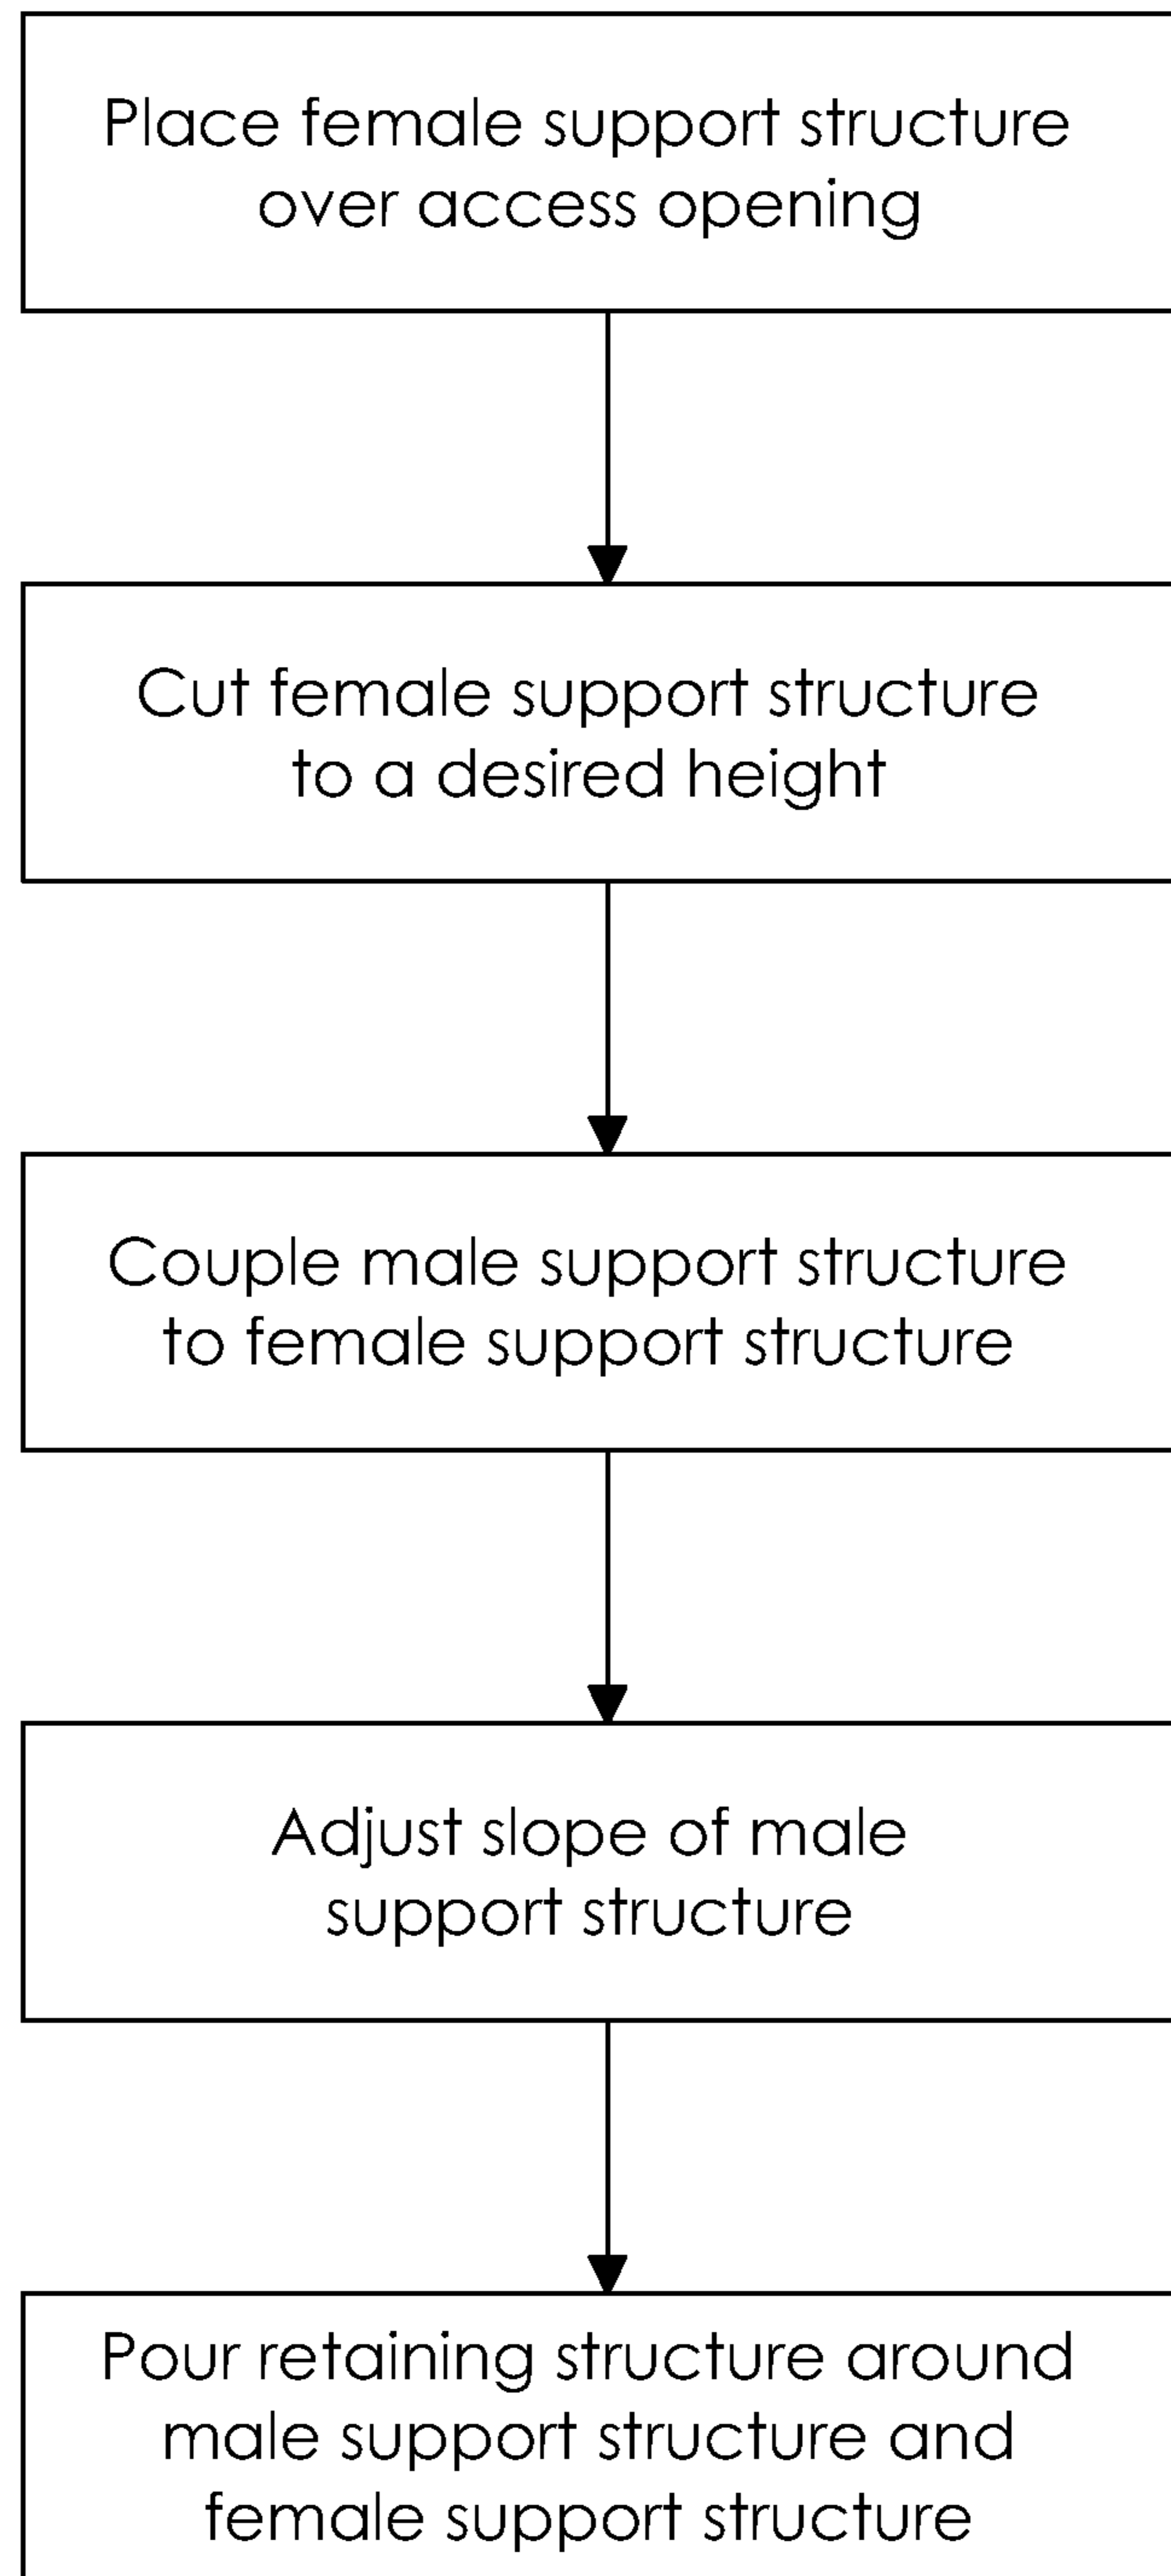 Place female support structure
over access opening
Cut female support structure
to a desired height
Couple male support structure
to female support structure
Adjust slope of male
support structure
Pour retaining structure around
male support structure and
female support structure